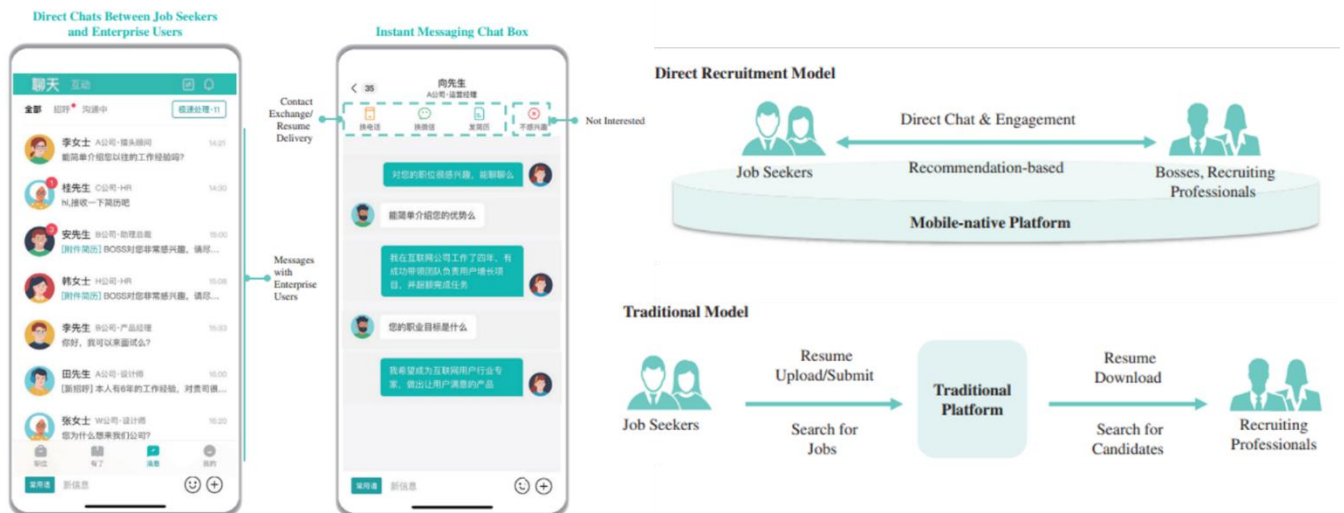 Direct Chats Between Job Seekers
and Enterprise Users
聊天 互动
全部 招呼 沟通中
极速处理·11
李女士 A公司·猎头顾问 14:21
能简单介绍您以往的工作经验吗?
1
桂先生 C公司·HR 14:30
hi,接收一下简历吧
3
安先生 B公司·助理总裁 15:00
[附件简历] BOSS对您非常感兴趣, 请尽...
韩女士 H公司·HR 15:08
[附件简历] BOSS对您非常感兴趣, 请尽...
李先生 B公司·产品经理 15:33
你好, 我可以来面试么?
田先生 A公司·设计师 16:00
[新招呼] 本人有6年的工作经验, 对贵司很...
张女士 W公司·设计师 16:20
您为什么想来我们公司?
职位
有了
消息
我的
常用语
新信息
Contact
Exchange/
Resume
Delivery
Messages
with
Enterprise
Users
Instant Messaging Chat Box
35
向先生
A公司·运营经理
换电话
换微信
发简历
不感兴趣
Not Interested
对您的职位很感兴趣, 能聊聊么
能简单介绍您的优势么
我在互联网公司工作了四年, 有
成功带领团队负责用户增长项
目, 并超额完成任务
您的职业目标是什么
我希望成为互联网用户行业专
家, 做出让用户满意的产品
常用语
新信息
Direct Recruitment Model
Job Seekers
Direct Chat & Engagement
Recommendation-based
Bosses, Recruiting
Professionals
Mobile-native Platform
Traditional Model
Job Seekers
Resume
Upload/Submit
Search for
Jobs
Traditional
Platform
Resume
Download
Search for
Candidates
Recruiting
Professionals